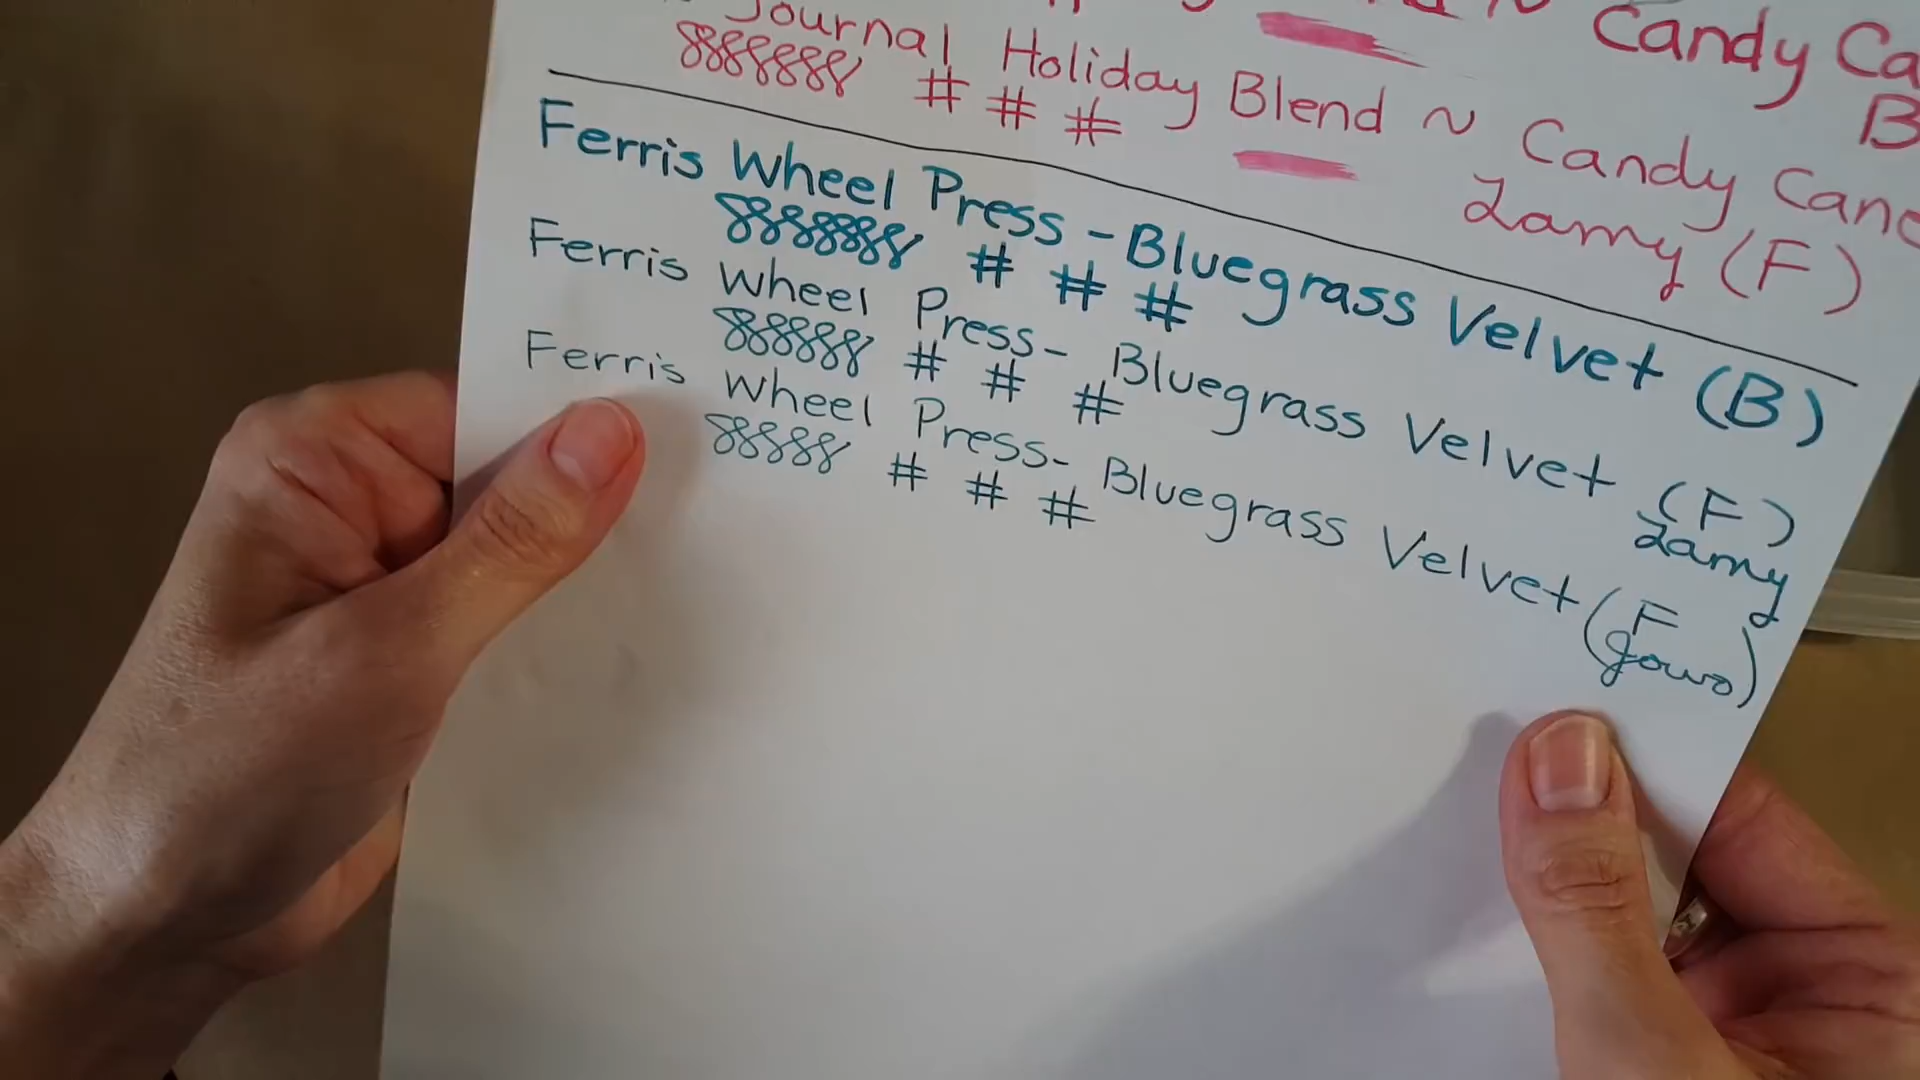 Candy Ca
B
Journal Holiday Blend ~ Candy Cane
8888888 # # #
Lamy (F)
Ferris Wheel Press - Bluegrass Velvet (B)
8888888 # # #
Ferris Wheel Press - Bluegrass Velvet (F)
888888 # # #
Lamy
Ferris Wheel Press - Bluegrass Velvet (F
88888 # # #
Jowo)